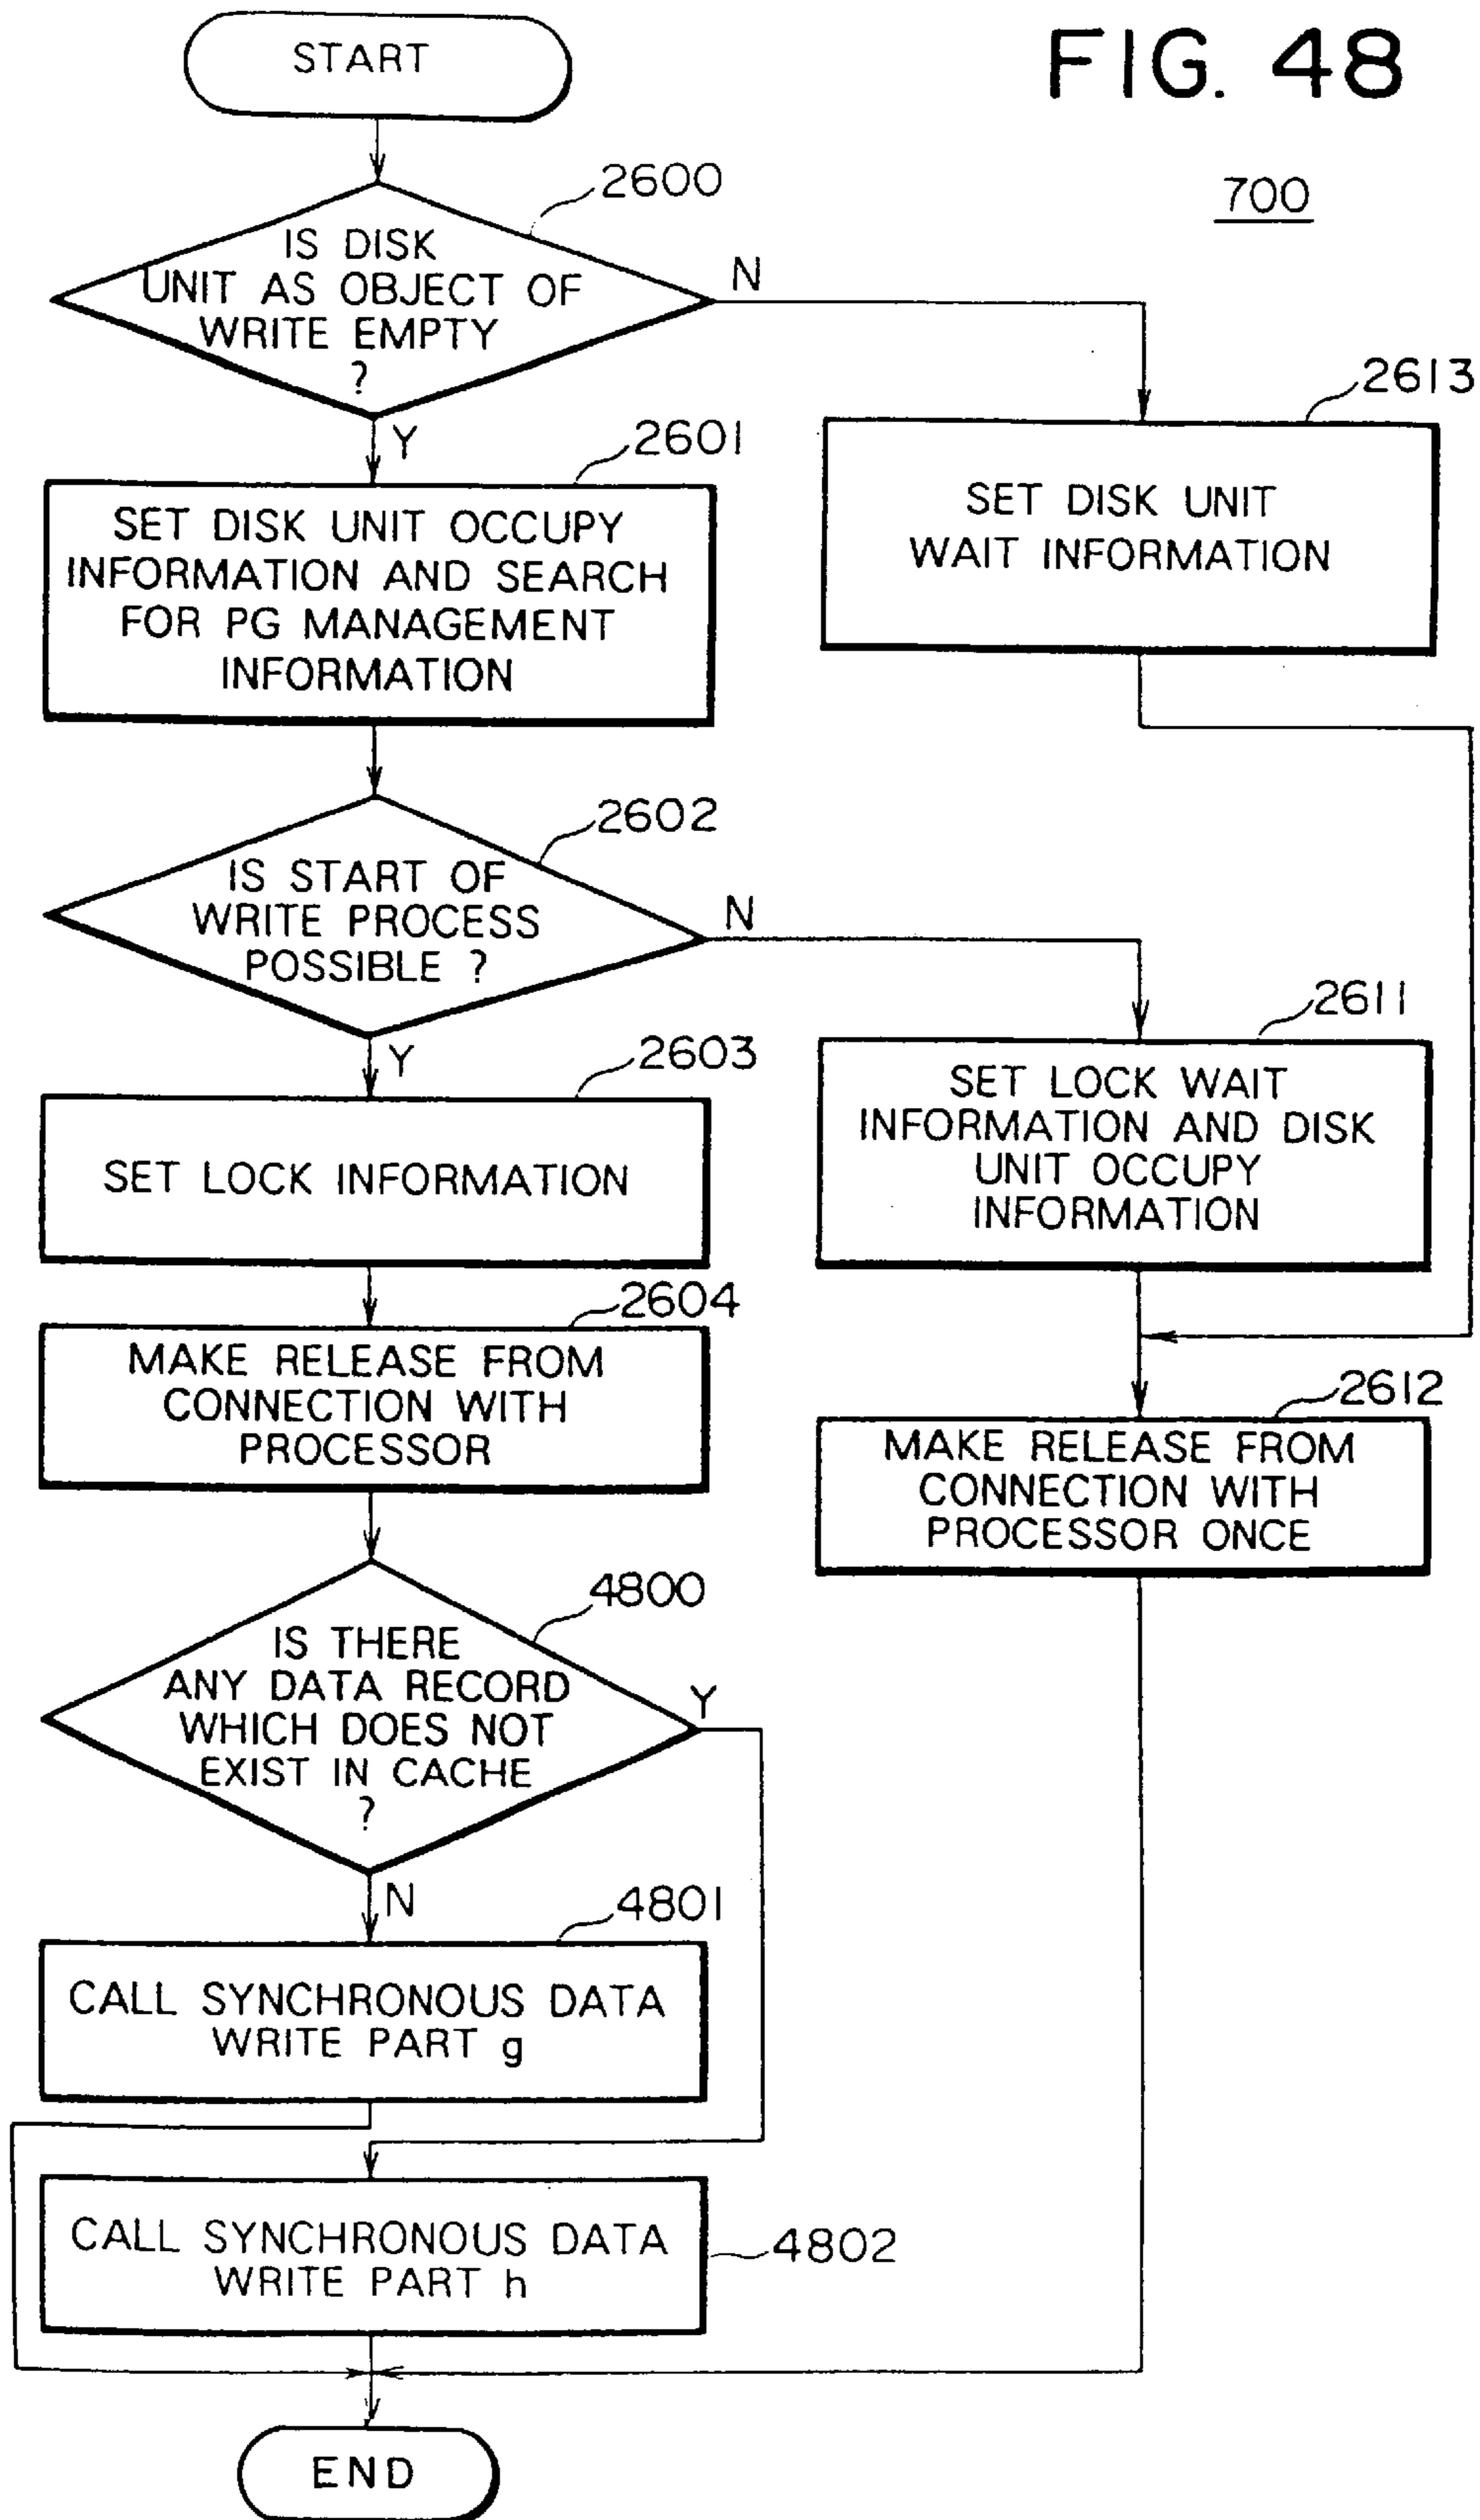 START
FIG. 48
700
2600
IS DISK
UNIT AS OBJECT OF
WRITE EMPTY
?
N
Y
2601
SET DISK UNIT OCCUPY
INFORMATION AND SEARCH
FOR PG MANAGEMENT
INFORMATION
2613
SET DISK UNIT
WAIT INFORMATION
2602
IS START OF
WRITE PROCESS
POSSIBLE ?
N
Y
2603
SET LOCK INFORMATION
2611
SET LOCK WAIT
INFORMATION AND DISK
UNIT OCCUPY
INFORMATION
2604
MAKE RELEASE FROM
CONNECTION WITH
PROCESSOR
2612
MAKE RELEASE FROM
CONNECTION WITH
PROCESSOR ONCE
4800
IS THERE
ANY DATA RECORD
WHICH DOES NOT
EXIST IN CACHE
?
Y
N
4801
CALL SYNCHRONOUS DATA
WRITE PART g
CALL SYNCHRONOUS DATA
WRITE PART h
4802
END